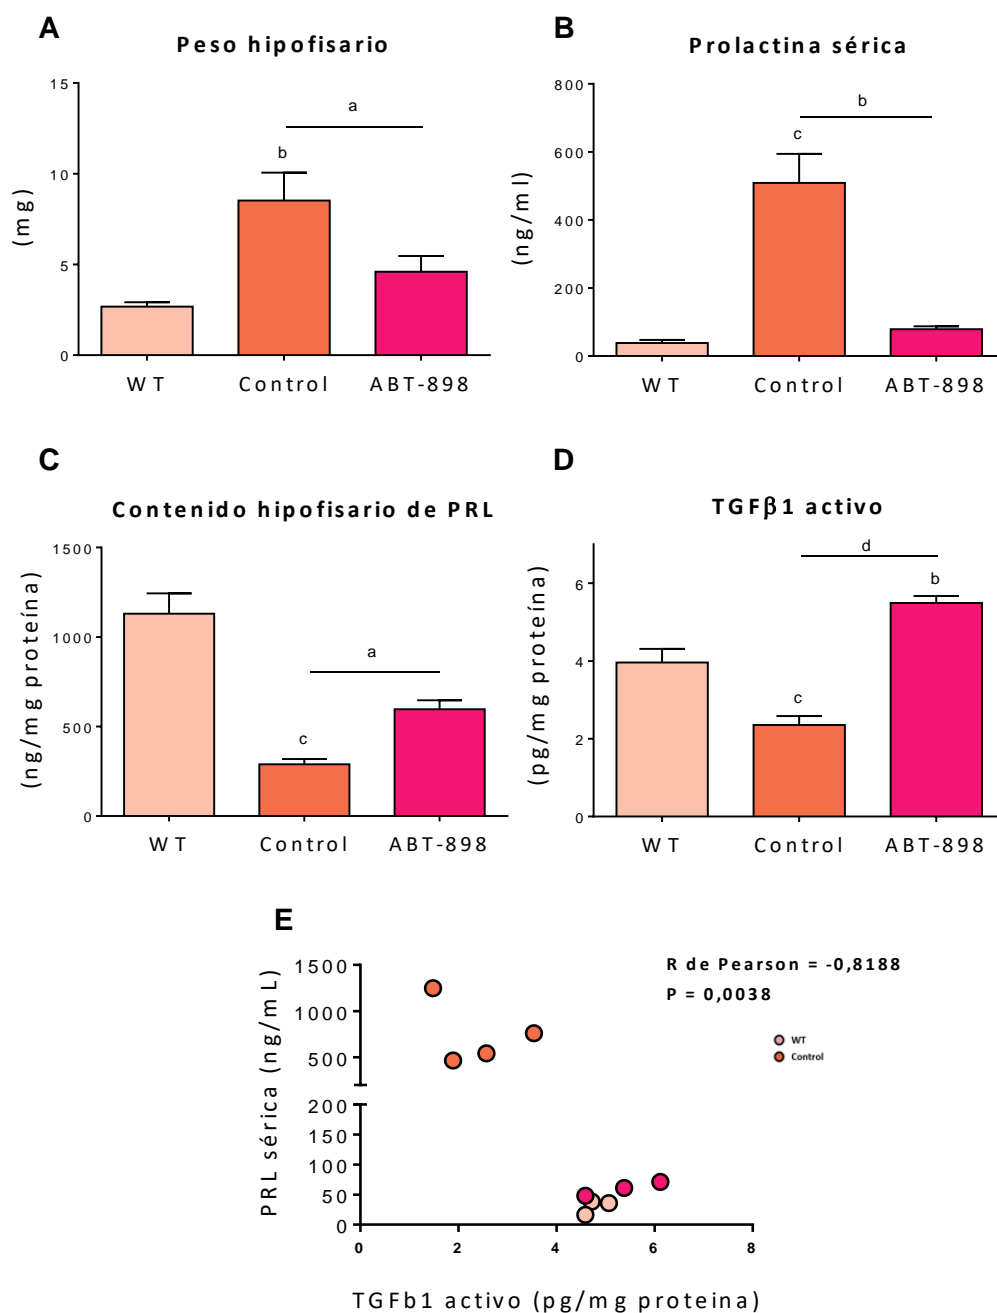 A
Peso hipofisario
15
10
5
0
(mg)
a
b
WT
Control
ABT-898
B
Prolactina sérica
800
600
400
200
0
(ng/ml)
b
c
WT
Control
ABT-898
C
Contenido hipofisario de PRL
1500
1000
500
0
(ng/mg proteína)
a
c
WT
Control
ABT-898
D
TGFβ1 activo
6
4
2
0
(pg/mg proteína)
d
b
c
WT
Control
ABT-898
E
R de Pearson = -0,8188
P = 0,0038
WT
Control
1500
1000
500
200
150
100
50
0
PRL sérica (ng/mL)
0
2
4
6
8
TGFb1 activo (pg/mg proteina)